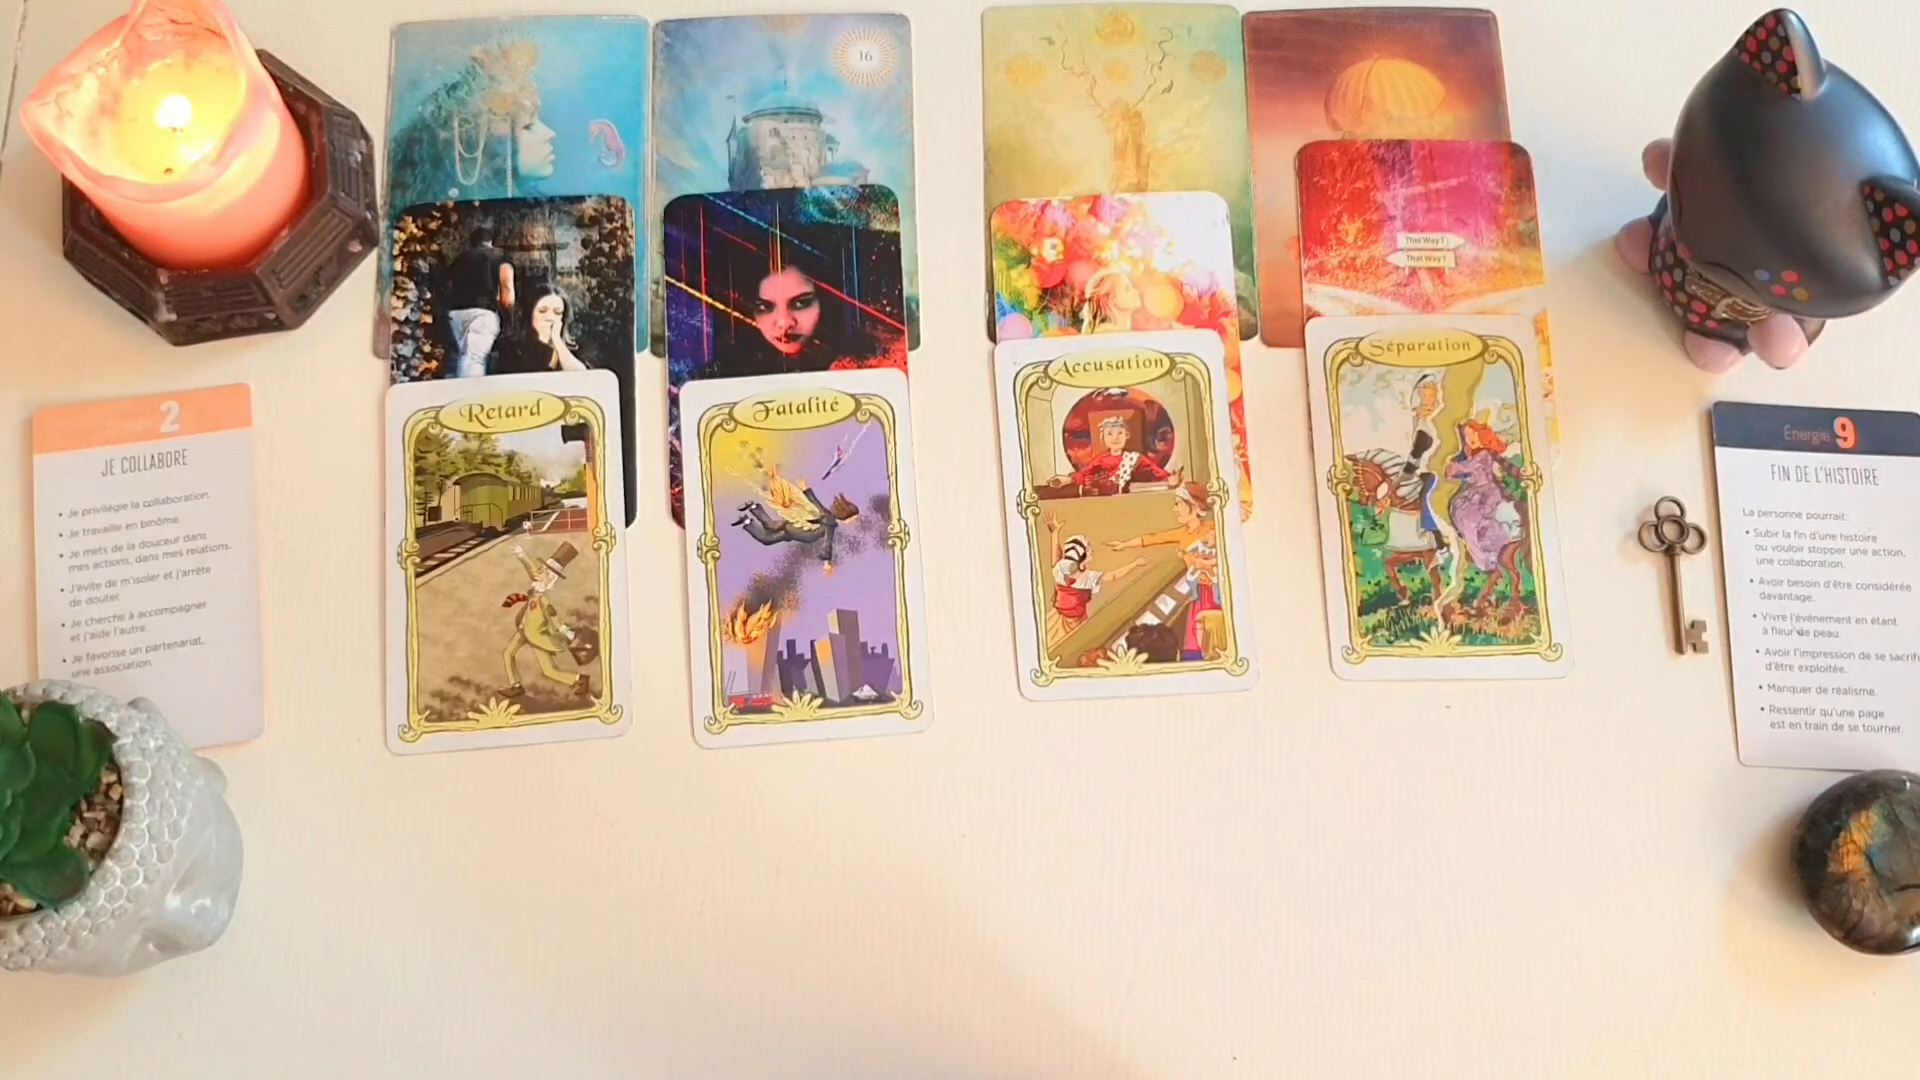 16
This Way ?
That Way ?
Retard
Fatalité
Accusation
Séparation
2
JE COLLABORE
• Je privilégie la collaboration.
• Je travaille en binôme.
• Je mets de la douceur dans
mes actions, dans mes relations.
• J'évite de m'isoler et j'arrête
de douter.
• Je cherche à accompagner
et j'aide l'autre.
• Je favorise un partenariat,
une association.
Énergie 9
FIN DE L'HISTOIRE
La personne pourrait :
• Subir la fin d'une histoire
ou vouloir stopper une action,
une collaboration.
• Avoir besoin d'être considérée
davantage.
• Vivre l'événement en étant
à fleur de peau.
• Avoir l'impression de se sacrifi
d'être exploitée.
• Manquer de réalisme.
• Ressentir qu'une page
est en train de se tourner.